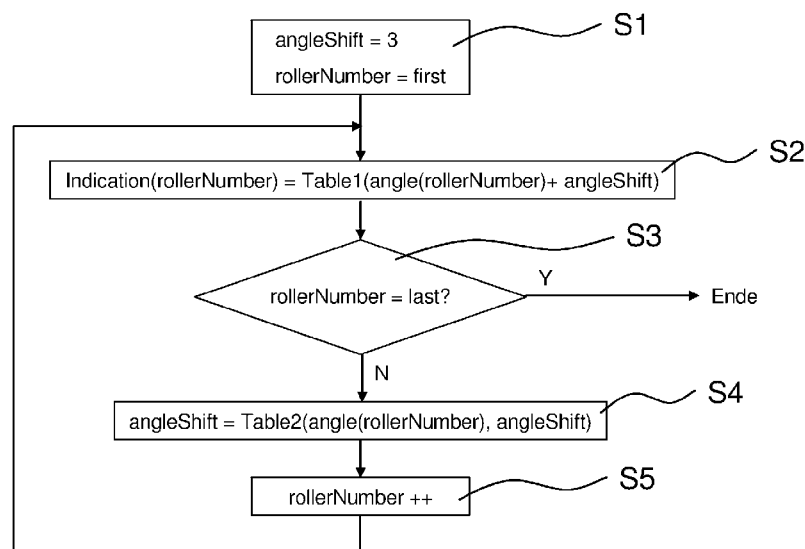 angleShift = 3
rollerNumber = first
S1
Indication(rollerNumber) = Table1(angle(rollerNumber)+ angleShift)
S2
S3
rollerNumber = last?
Y
Ende
N
angleShift = Table2(angle(rollerNumber), angleShift)
S4
rollerNumber ++
S5